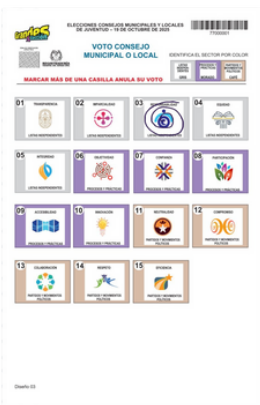 ELECCIONES CONSEJOS MUNICIPALES Y LOCALES
DE JUVENTUD – 19 DE OCTUBRE DE 2025
VOTO CONSEJO
MUNICIPAL O LOCAL
IDENTIFICA EL SECTOR POR COLOR
MARCAR MÁS DE UNA CASILLA ANULA SU VOTO
01 TRANSPARENCIA
LISTAS INDEPENDIENTES
02 IMPARCIALIDAD
LISTAS INDEPENDIENTES
03
LISTAS INDEPENDIENTES
04 EQUIDAD
LISTAS INDEPENDIENTES
05 INTEGRIDAD
LISTAS INDEPENDIENTES
06 OBJETIVIDAD
PROCESOS Y PRÁCTICAS
07 CONFIANZA
PROCESOS Y PRÁCTICAS
08 PARTICIPACIÓN
PROCESOS Y PRÁCTICAS
09 ACCESIBILIDAD
PROCESOS Y PRÁCTICAS
10 INNOVACIÓN
PROCESOS Y PRÁCTICAS
11 NEUTRALIDAD
PARTIDOS Y MOVIMIENTOS
POLÍTICOS
12 COMPROMISO
PARTIDOS Y MOVIMIENTOS
POLÍTICOS
13 COLABORACIÓN
PARTIDOS Y MOVIMIENTOS
POLÍTICOS
14 RESPETO
PARTIDOS Y MOVIMIENTOS
POLÍTICOS
15 EFICIENCIA
PARTIDOS Y MOVIMIENTOS
POLÍTICOS
Diseño 03